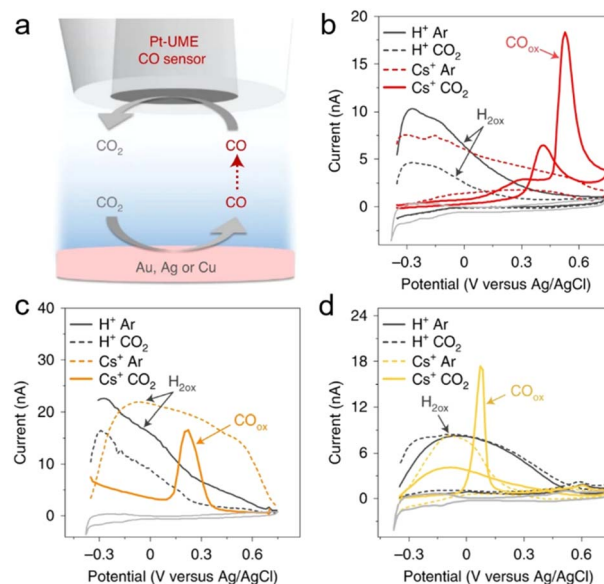 a
Pt-UME
CO sensor
CO2
CO
CO2
CO
Au, Ag or Cu
b
Current (nA)
20
15
10
5
0
H+ Ar
H+ CO2
Cs+ Ar
Cs+ CO2
COox
H2ox
−0.3
0
0.3
0.6
Potential (V versus Ag/AgCl)
c
Current (nA)
40
30
20
10
0
H+ Ar
H+ CO2
Cs+ Ar
Cs+ CO2
H2ox
COox
−0.3
0
0.3
0.6
Potential (V versus Ag/AgCl)
d
Current (nA)
24
18
12
6
0
H+ Ar
H+ CO2
Cs+ Ar
Cs+ CO2
H2ox
COox
−0.3
0
0.3
0.6
Potential (V versus Ag/AgCl)